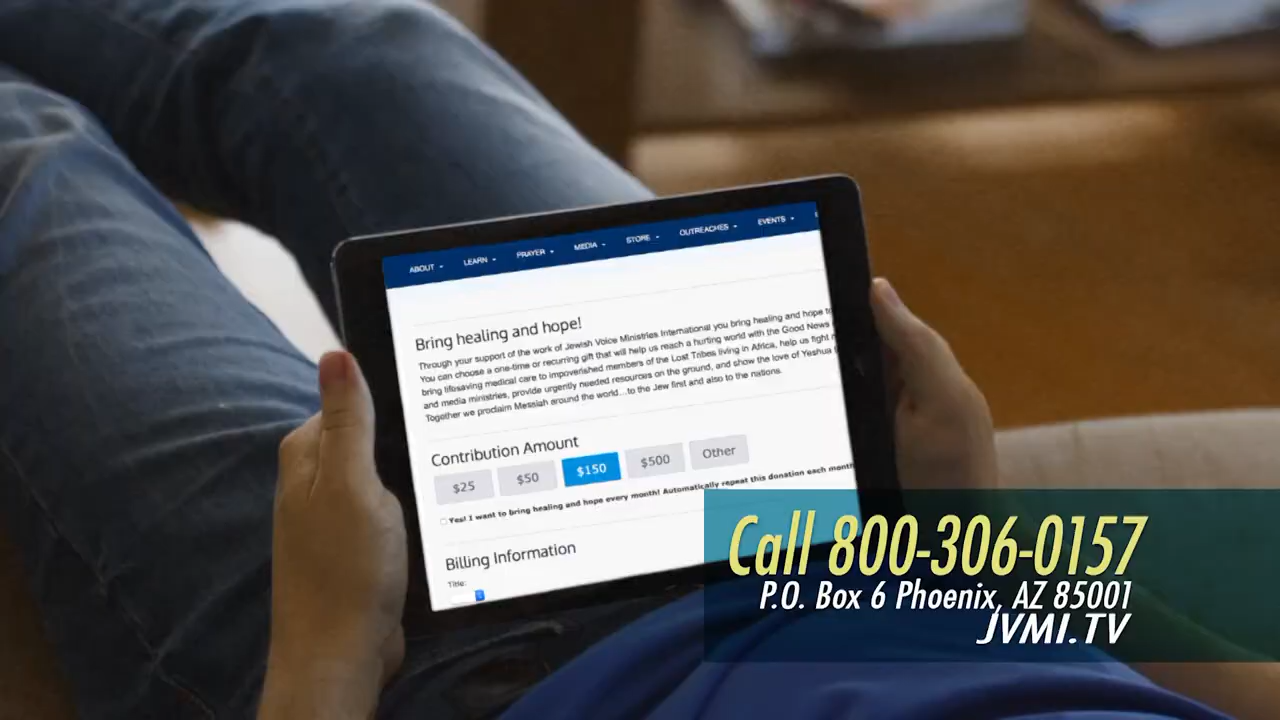 ABOUT LEARN PRAYER MEDIA STORE OUTREACHES EVENTS
Bring healing and hope!
Through your support of the work of Jewish Voice Ministries International you bring healing and hope to
You can choose a one-time or recurring gift that will help us reach a hurting world with the Good News
bring lifesaving medical care to impoverished members of the Lost Tribes living in Africa, help us fight
and media ministries, provide urgently needed resources on the ground, and show the love of Yeshua
Together we proclaim Messiah around the world…to the Jew first and also to the nations.
Contribution Amount
$25 $50 $150 $500 Other
Yes! I want to bring healing and hope every month! Automatically repeat this donation each month
Billing Information
Title:
Call 800-306-0157
P.O. Box 6 Phoenix, AZ 85001
JVMI.TV